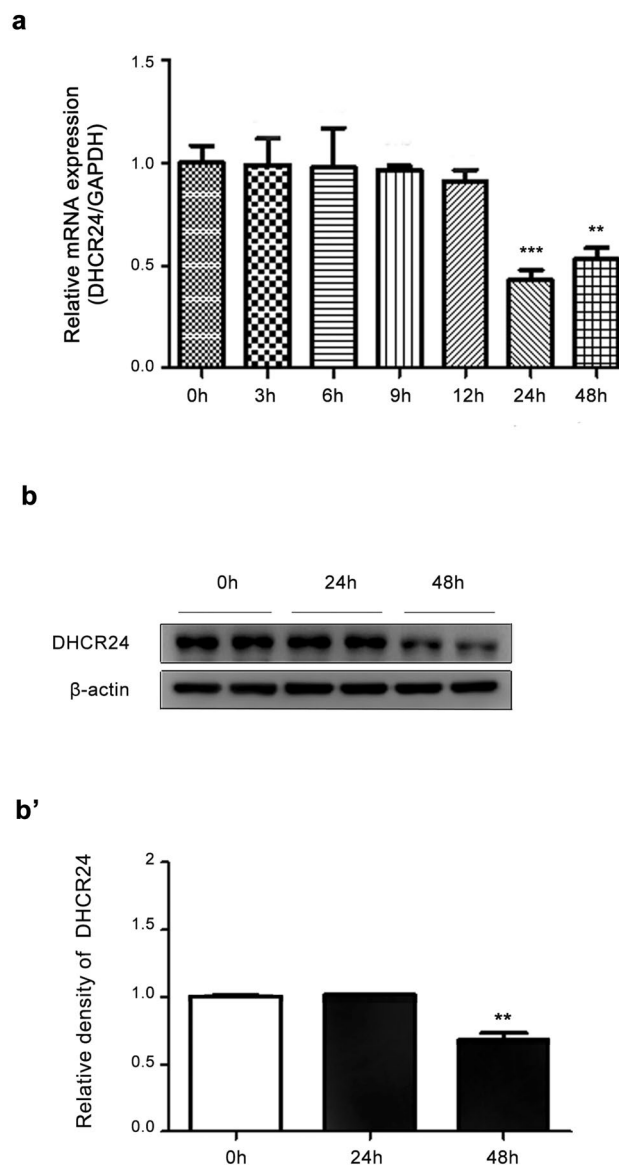 a
Relative mRNA expression
(DHCR24/GAPDH)
1.5
1.0
0.5
0.0
*** **
0h 3h 6h 9h 12h 24h 48h
b
0h 24h 48h
DHCR24
β-actin
b’
Relative density of DHCR24
2
1.5
1.0
0.5
0.0
**
0h 24h 48h